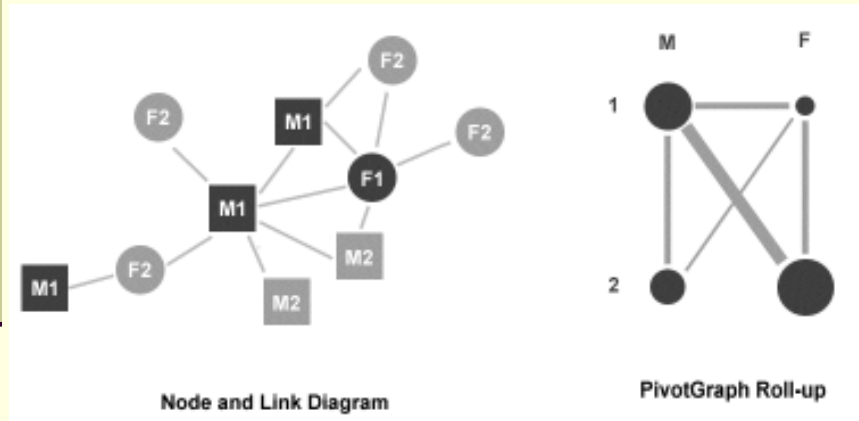 F2
F2
M1
F2
F1
M1
M2
F2
M1
M2
Node and Link Diagram
M F
1
2
PivotGraph Roll-up